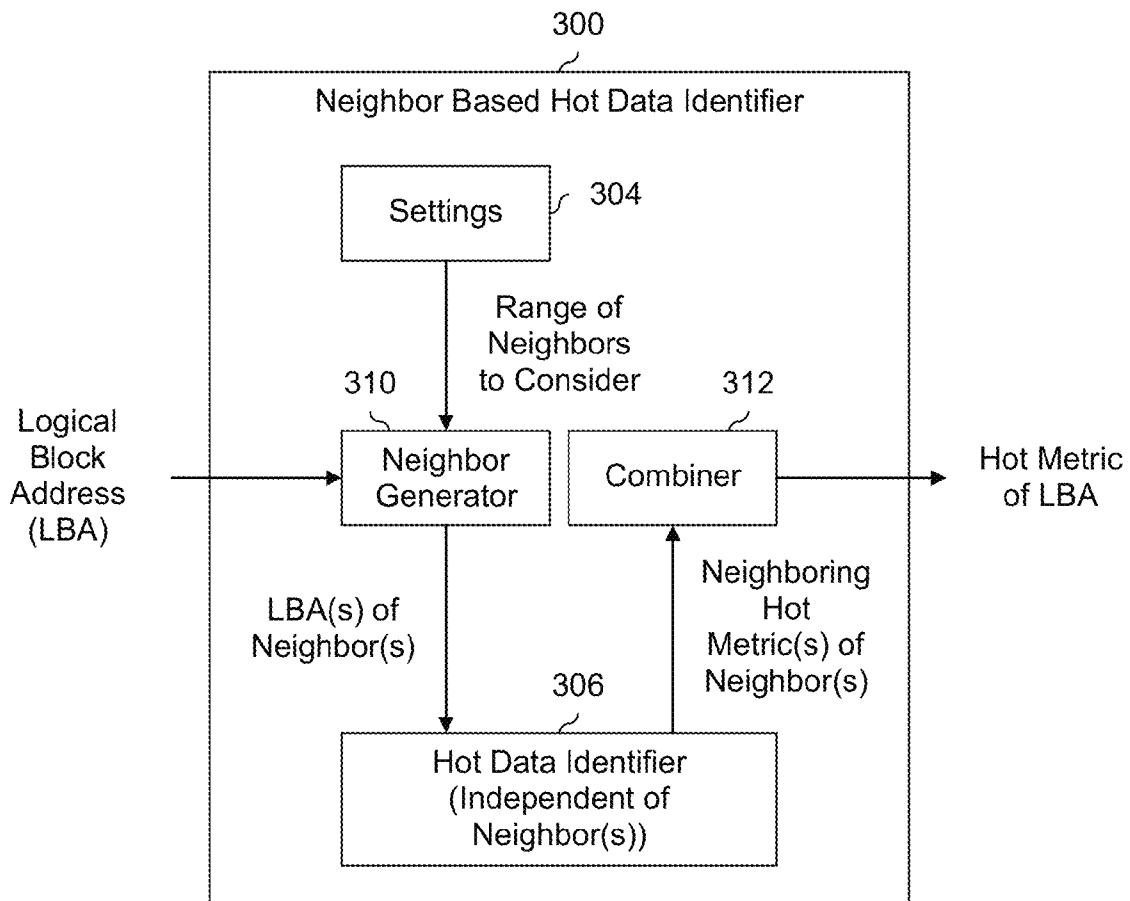 300
Neighbor Based Hot Data Identifier
Settings
304
Range of
Neighbors
to Consider
310
312
Logical
Block
Address
(LBA)
Neighbor
Generator
Combiner
Hot Metric
of LBA
LBA(s) of
Neighbor(s)
Neighboring
Hot
Metric(s) of
Neighbor(s)
306
Hot Data Identifier
(Independent of
Neighbor(s))